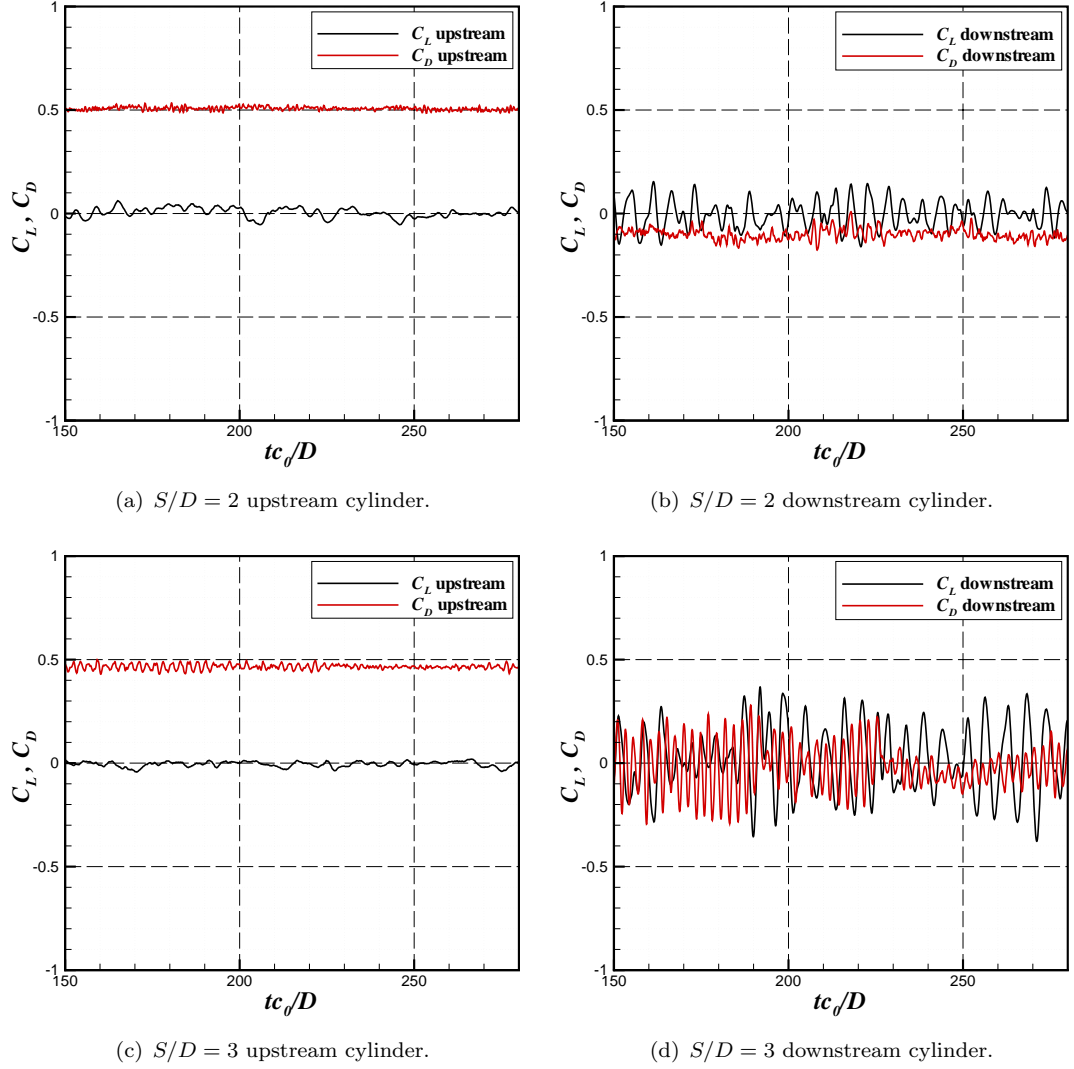 C_L upstream
C_D upstream
1
0.5
0
-0.5
-1
C_L , C_D
150
200
250
tc_0/D
(a) S/D = 2 upstream cylinder.
C_L downstream
C_D downstream
1
0.5
0
-0.5
-1
C_L , C_D
150
200
250
tc_0/D
(b) S/D = 2 downstream cylinder.
C_L upstream
C_D upstream
1
0.5
0
-0.5
-1
C_L , C_D
150
200
250
tc_0/D
(c) S/D = 3 upstream cylinder.
C_L downstream
C_D downstream
1
0.5
0
-0.5
-1
C_L , C_D
150
200
250
tc_0/D
(d) S/D = 3 downstream cylinder.